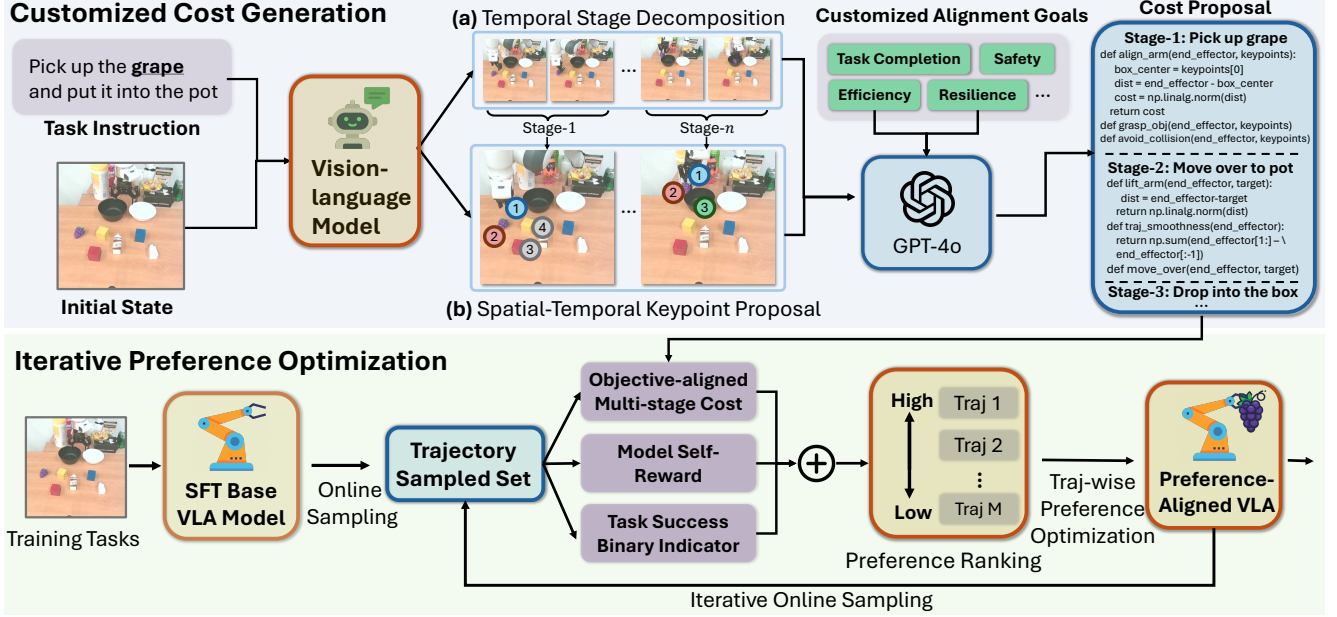 Customized Cost Generation
Pick up the grape
and put it into the pot
Task Instruction
Initial State
Vision-
language
Model
(a) Temporal Stage Decomposition
...
Stage-1
Stage-n
1
2
3
4
...
1
2
3
(b) Spatial-Temporal Keypoint Proposal
Customized Alignment Goals
Task Completion
Safety
Efficiency
Resilience
...
GPT-4o
Cost Proposal
Stage-1: Pick up grape
def align_arm(end_effector, keypoints):
box_center = keypoints[0]
dist = end_effector - box_center
cost = np.linalg.norm(dist)
return cost
def grasp_obj(end_effector, keypoints)
def avoid_collision(end_effector, keypoints)
Stage-2: Move over to pot
def lift_arm(end_effector, target):
dist = end_effector-target
return np.linalg.norm(dist)
def traj_smoothness(end_effector):
return np.sum(end_effector[1:] – \
end_effector[:-1])
def move_over(end_effector, target)
Stage-3: Drop into the box
...
Iterative Preference Optimization
Training Tasks
SFT Base
VLA Model
Online
Sampling
Trajectory
Sampled Set
Objective-aligned
Multi-stage Cost
Model Self-
Reward
Task Success
Binary Indicator
+
High
Low
Traj 1
Traj 2
⋮
Traj M
Preference Ranking
Traj-wise
Preference
Optimization
Preference-
Aligned VLA
Iterative Online Sampling